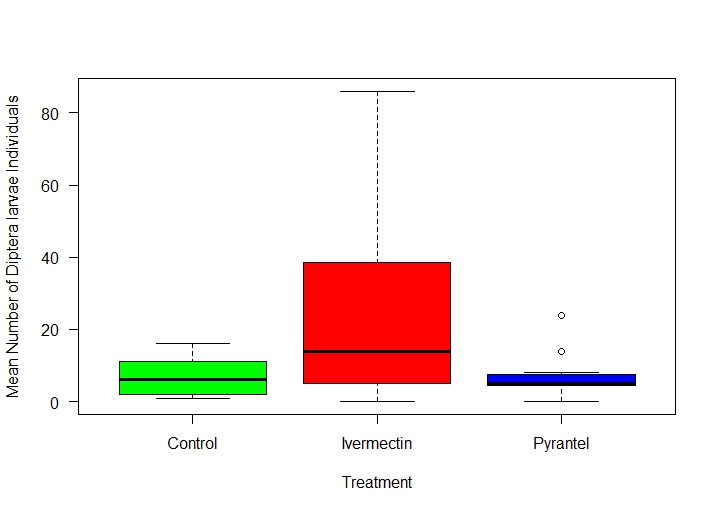 Mean Number of Diptera larvae Individuals
80
60
40
20
0
Control Ivermectin Pyrantel
Treatment